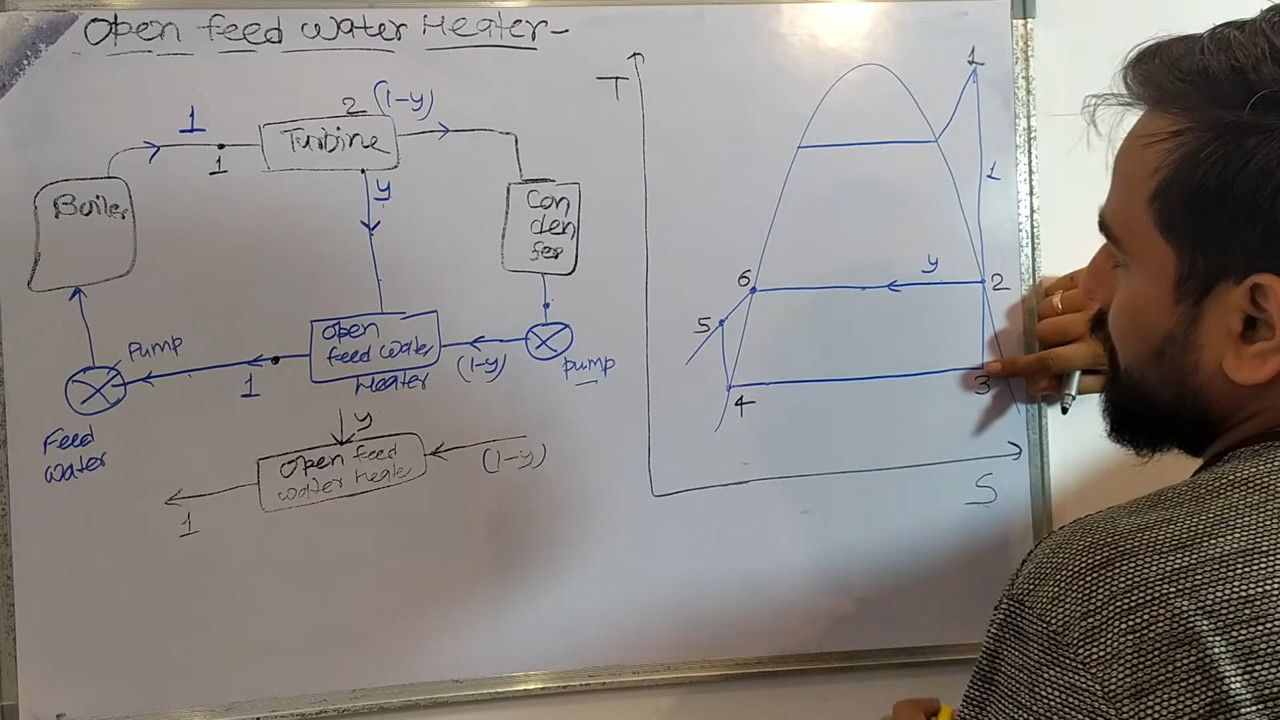 Open feed water Heater-
1
1
2 (1-y)
Turbine
Boiler
y
Con
den
fer
Open
feed water
Heater
(1-y)
pump
Pump
1
Feed
water
y
Open feed
water Heater
(1-y)
1
T
1
1
y
2
6
5
3
4
S